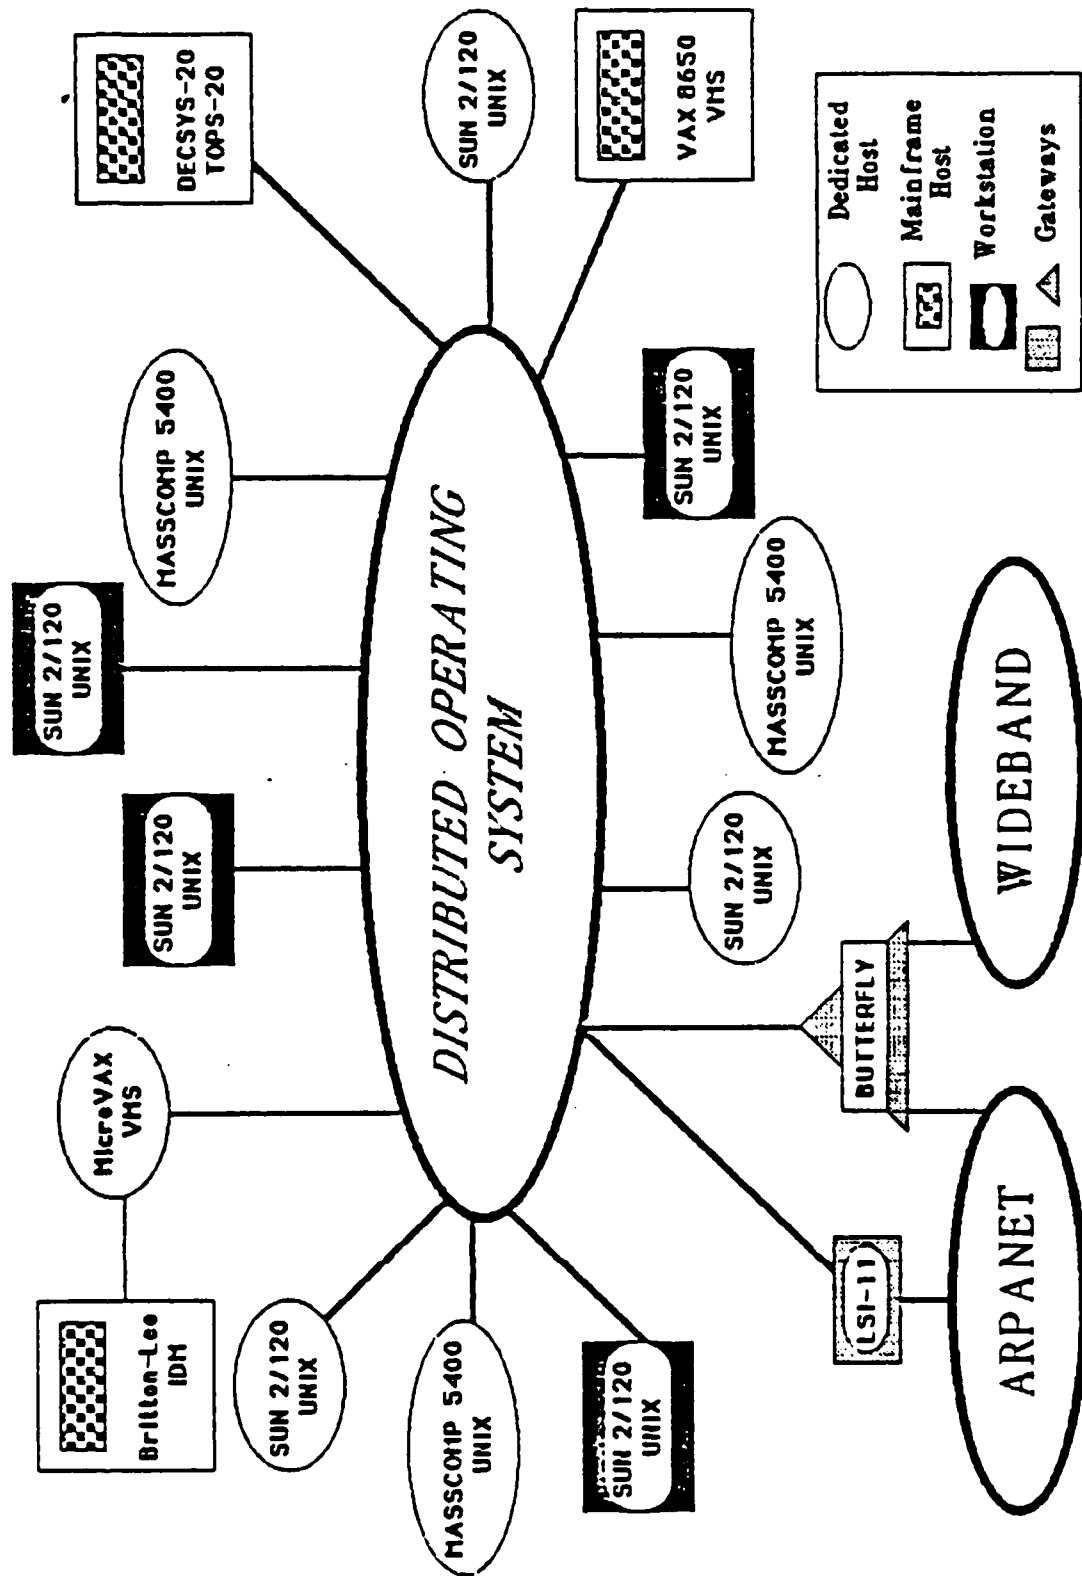 SUN 2/120
UNIX
Britton-Lee
IDM
MicroVAX
VMS
SUN 2/120
UNIX
MASSCOMP 5400
UNIX
DECSYS-20
TOPS-20
SUN 2/120
UNIX
MASSCOMP 5400
UNIX
DISTRIBUTED OPERATING
SYSTEM
SUN 2/120
UNIX
SUN 2/120
UNIX
SUN 2/120
UNIX
MASSCOMP 5400
UNIX
SUN 2/120
UNIX
VAX 8650
VMS
LSI-11
BUTTERFLY
ARPANET
WIDEBAND
Dedicated
Host
Mainframe
Host
Workstation
Gateways